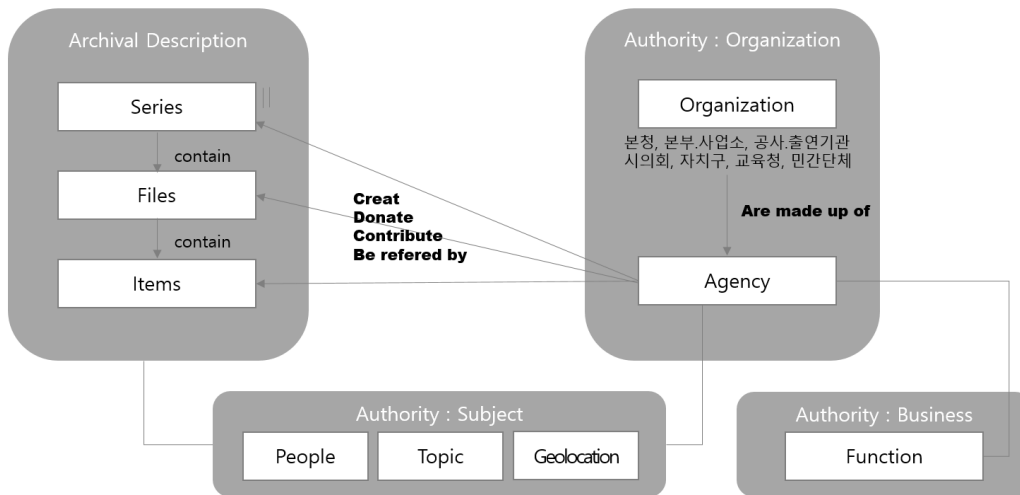 Archival Description
Series
contain
Files
contain
Items
Creat
Donate
Contribute
Be refered by
Authority : Organization
Organization
본청, 본부.사업소, 공사.출연기관
시의회, 자치구, 교육청, 민간단체
Are made up of
Agency
Authority : Subject
People
Topic
Geolocation
Authority : Business
Function